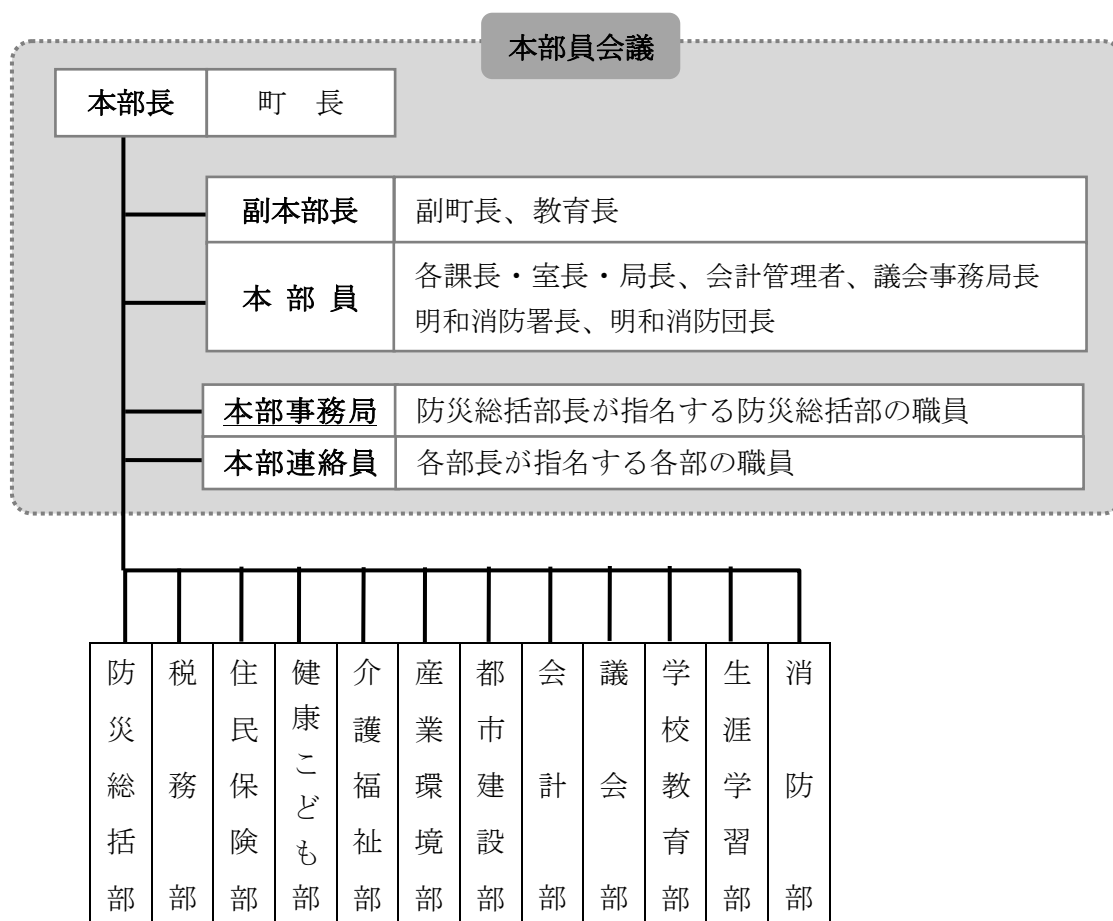 本部員会議
本部長 町 長
副本部長 副町長、教育長
本部員 各課長・室長・局長、会計管理者、議会事務局長
明和消防署長、明和消防団長
本部事務局 防災総括部長が指名する防災総括部の職員
本部連絡員 各部長が指名する各部の職員
防災総括部
税務部
住民保険部
健康こども部
介護福祉部
産業環境部
都市建設部
会計部
議会部
学校教育部
生涯学習部
消防部